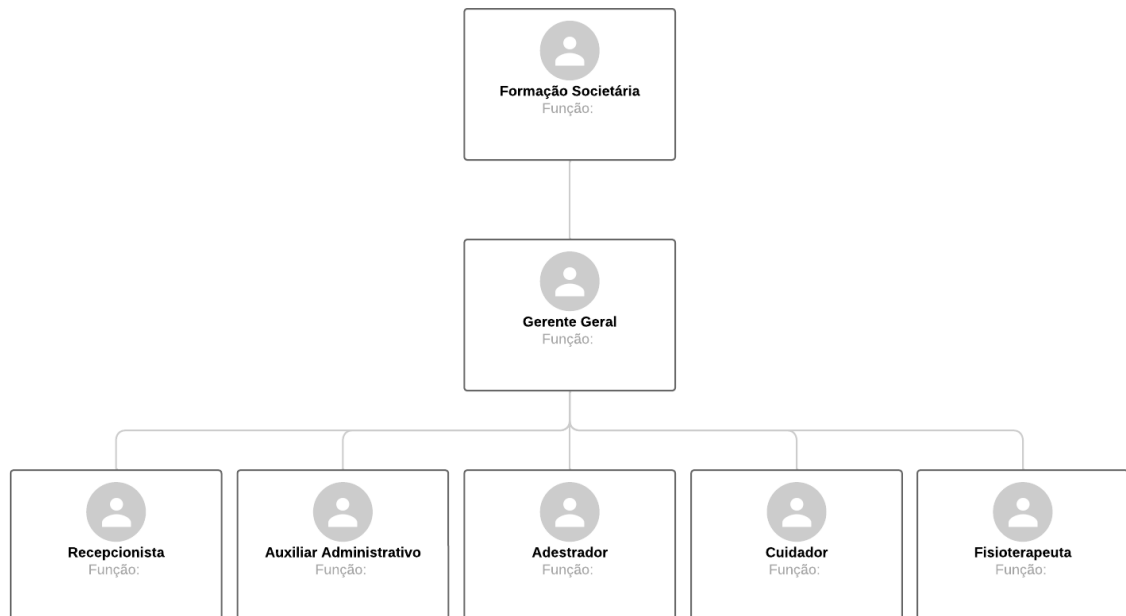 Formação Societária
Função:
Gerente Geral
Função:
Recepcionista
Função:
Auxiliar Administrativo
Função:
Adestrador
Função:
Cuidador
Função:
Fisioterapeuta
Função: